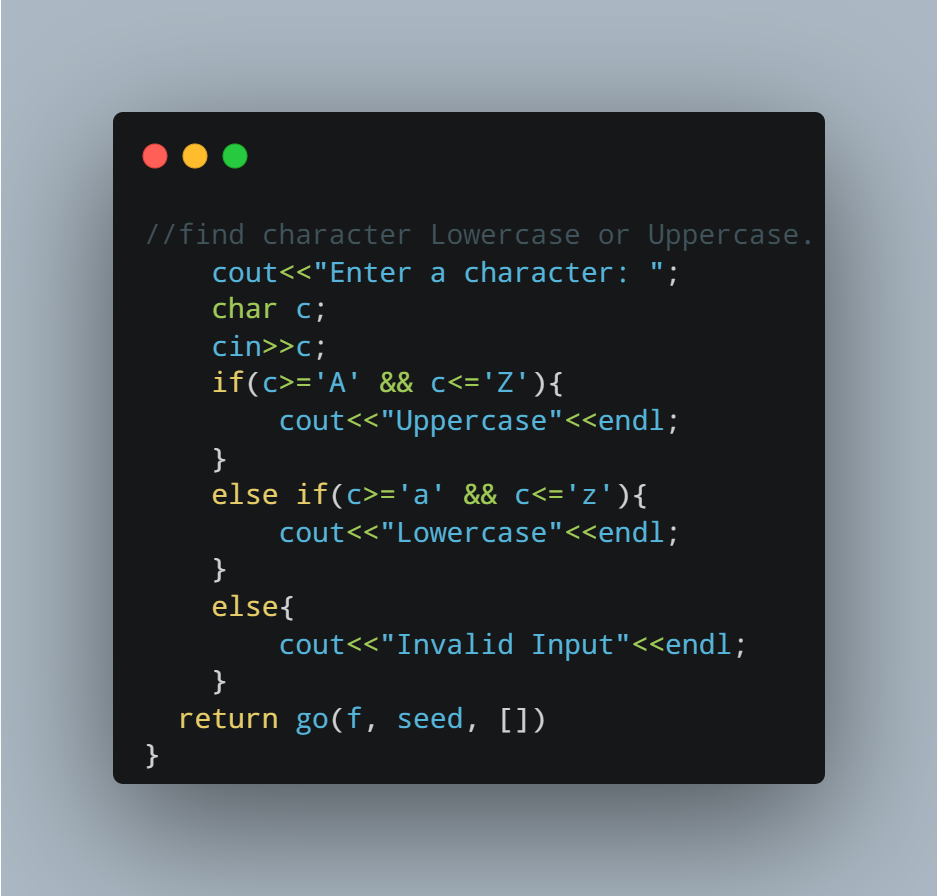 //find character Lowercase or Uppercase.
    cout<<"Enter a character: ";
    char c;
    cin>>c;
    if(c>='A' && c<='Z'){
        cout<<"Uppercase"<<endl;
    }
    else if(c>='a' && c<='z'){
        cout<<"Lowercase"<<endl;
    }
    else{
        cout<<"Invalid Input"<<endl;
    }
  return go(f, seed, [])
}